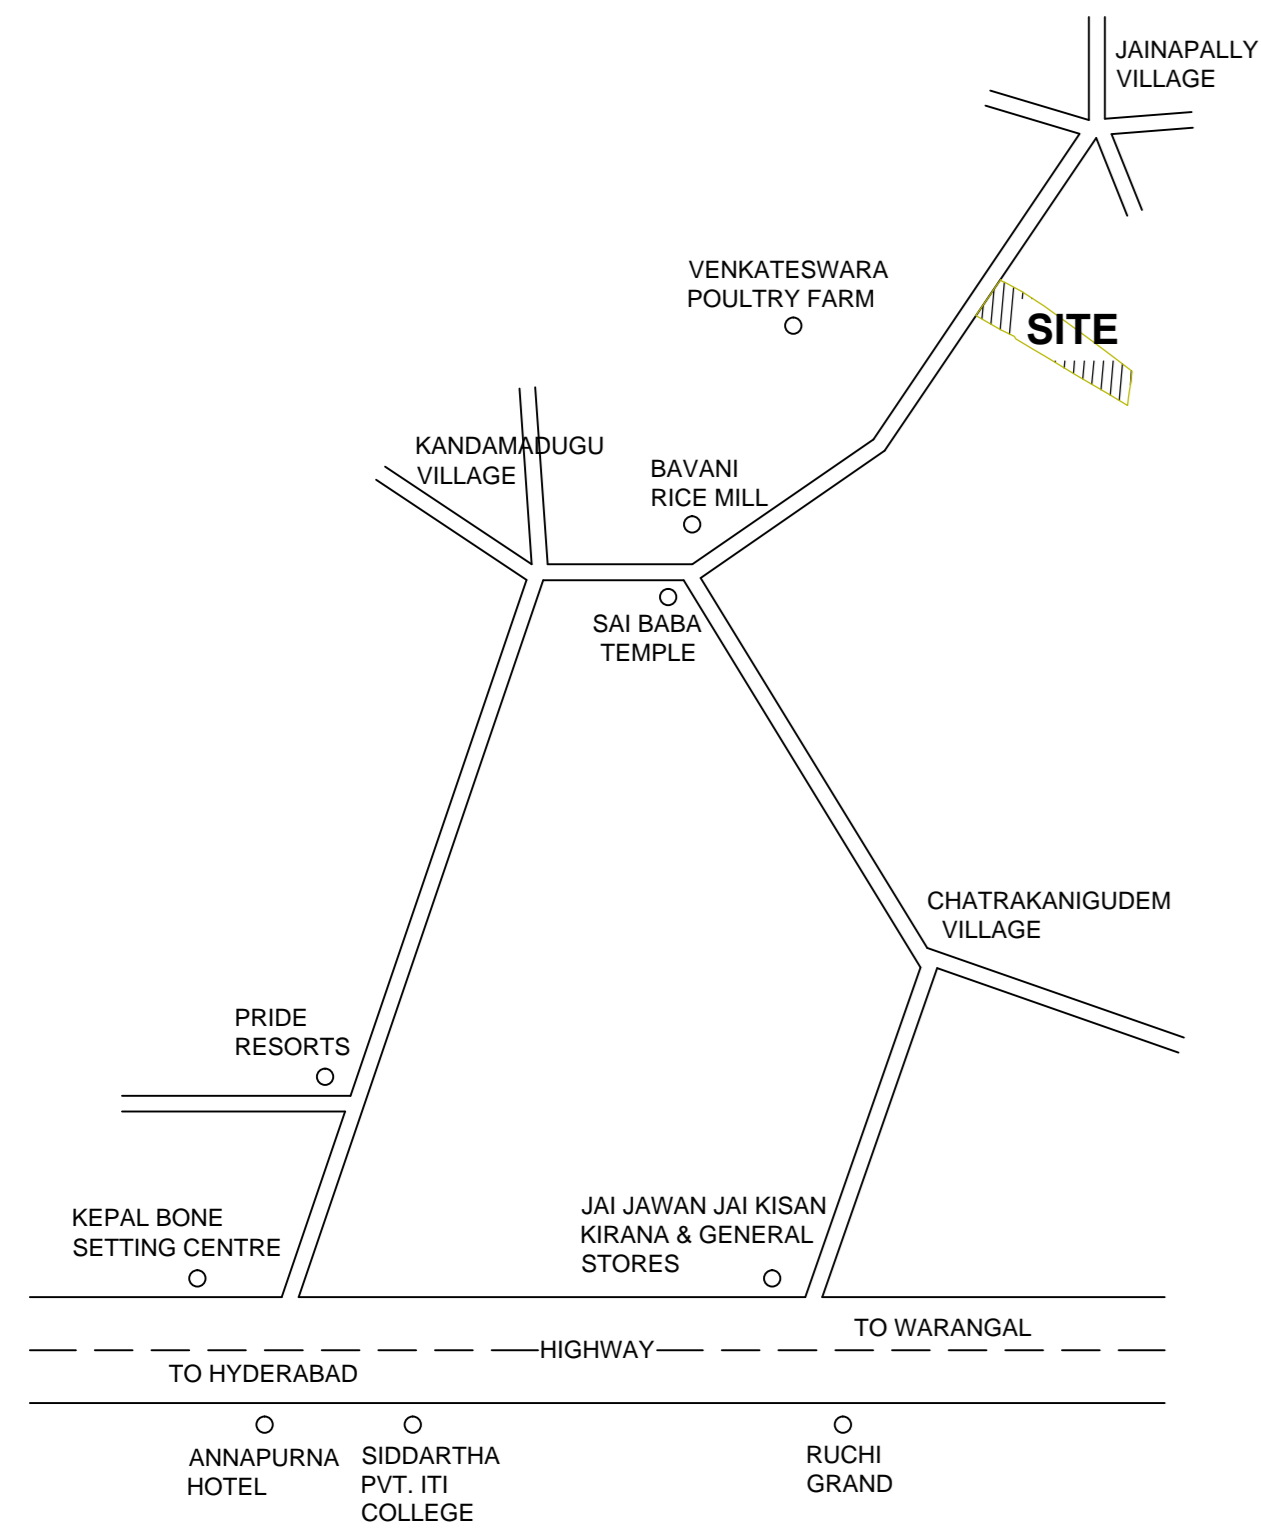 JAINAPALLY
VILLAGE
VENKATESWARA
POULTRY FARM
SITE
KANDAMADUGU
VILLAGE
BAVANI
RICE MILL
SAI BABA
TEMPLE
CHATRAKANIGUDEM
VILLAGE
PRIDE
RESORTS
KEPAL BONE
SETTING CENTRE
JAI JAWAN JAI KISAN
KIRANA & GENERAL
STORES
TO WARANGAL
HIGHWAY
TO HYDERABAD
ANNAPURNA
HOTEL
SIDDARTHA
PVT. ITI
COLLEGE
RUCHI
GRAND